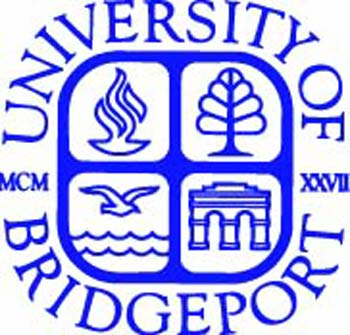 UNIVERSITY OF
MCM XXVII
BRIDGEPORT